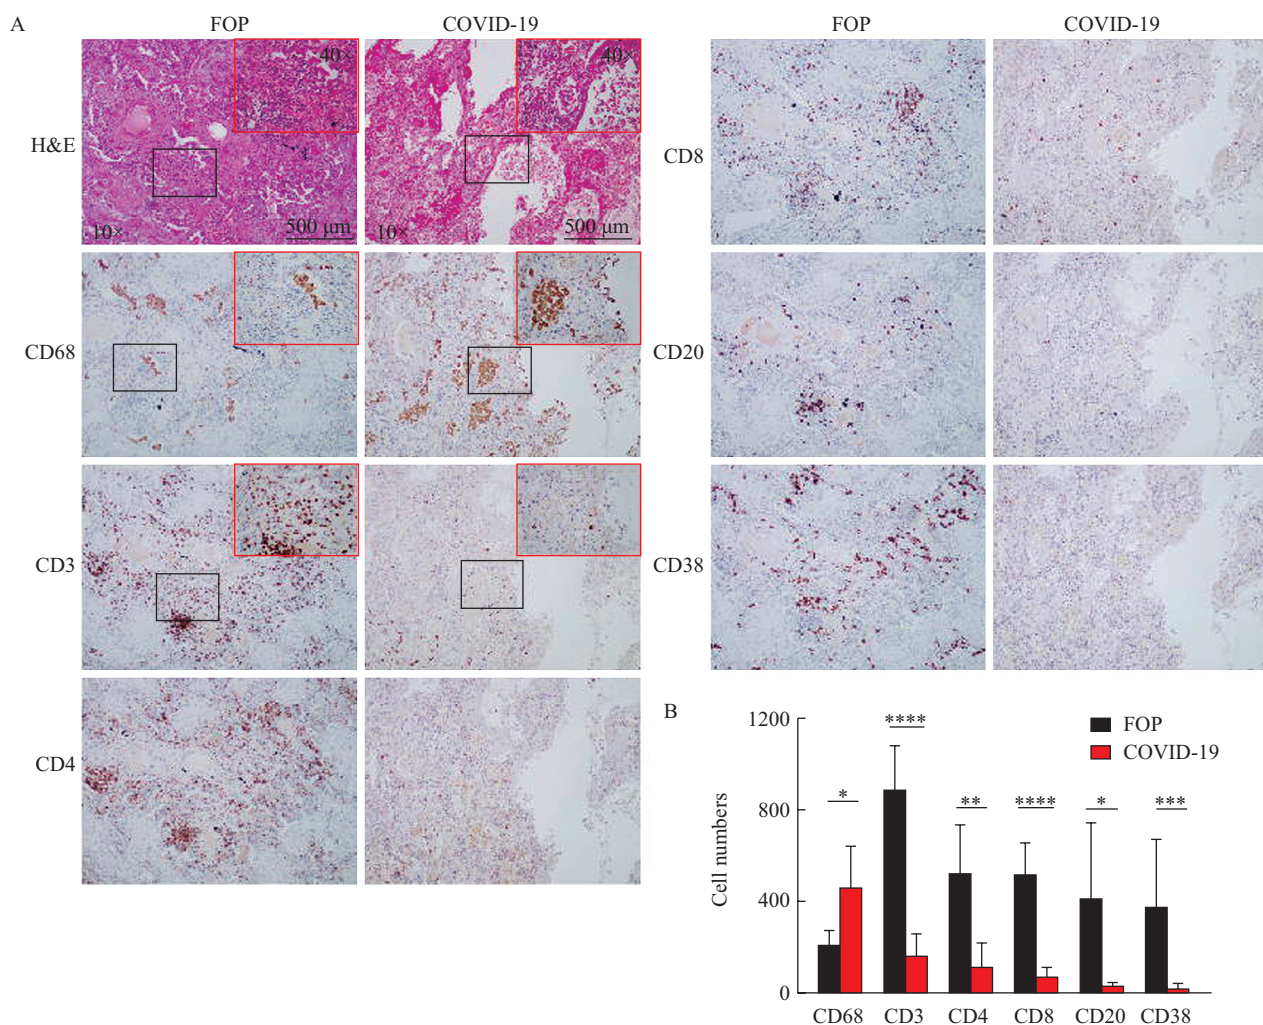 A
FOP
COVID-19
FOP
COVID-19
H&E
40×
10×
500 μm
40×
10×
500 μm
CD8
CD68
CD20
CD3
CD38
CD4
B
1200
800
400
0
Cell numbers
FOP
COVID-19
*
****
**
****
*
***
CD68 CD3 CD4 CD8 CD20 CD38